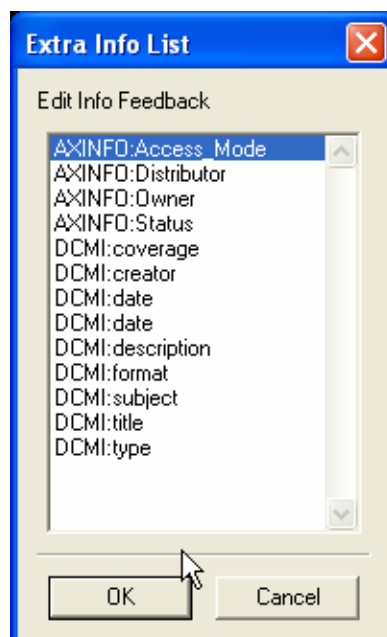 Extra Info List
Edit Info Feedback
AXINFO:Access_Mode
AXINFO:Distributor
AXINFO:Owner
AXINFO:Status
DCMI:coverage
DCMI:creator
DCMI:date
DCMI:date
DCMI:description
DCMI:format
DCMI:subject
DCMI:title
DCMI:type
OK Cancel